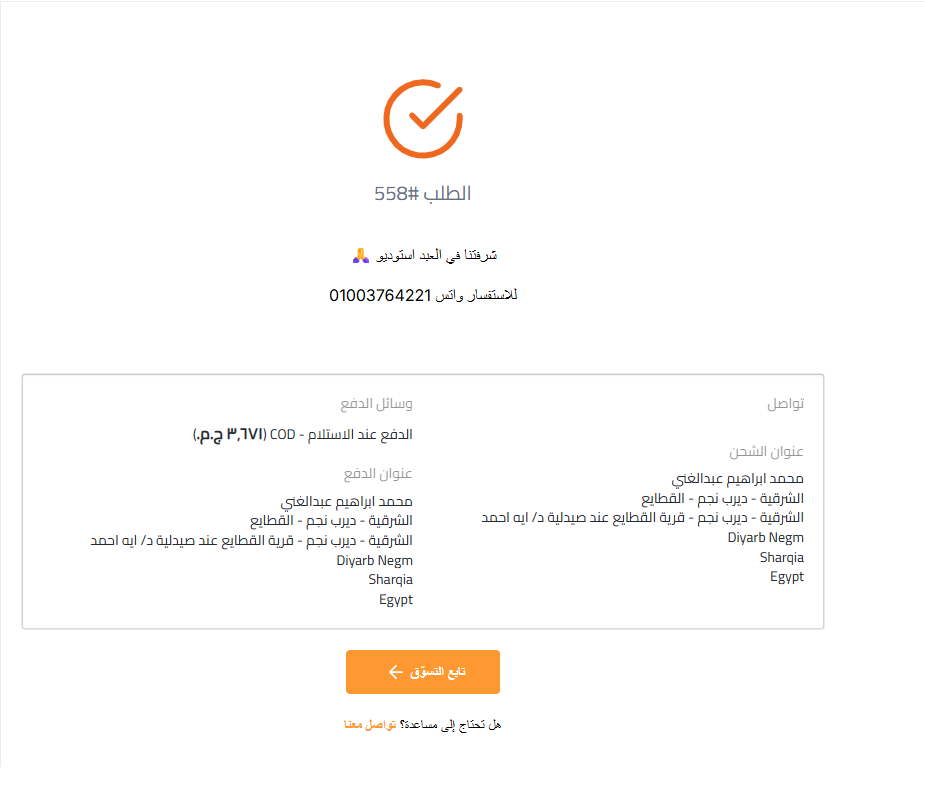 الطلب #558
شرفتنا في العبد استوديو 🙏
للاستفسار واتس 01003764221
تواصل
عنوان الشحن
محمد ابراهيم عبدالغني
الشرقية - ديرب نجم - القطايع
الشرقية - ديرب نجم - قرية القطايع عند صيدلية د/ ايه احمد
Diyarb Negm
Sharqia
Egypt
وسائل الدفع
الدفع عند الاستلام - COD (٣,٦٧١ ج.م.)
عنوان الدفع
محمد ابراهيم عبدالغني
الشرقية - ديرب نجم - القطايع
الشرقية - ديرب نجم - قرية القطايع عند صيدلية د/ ايه احمد
Diyarb Negm
Sharqia
Egypt
تابع التسوّق ←
هل تحتاج إلى مساعدة؟ تواصل معنا